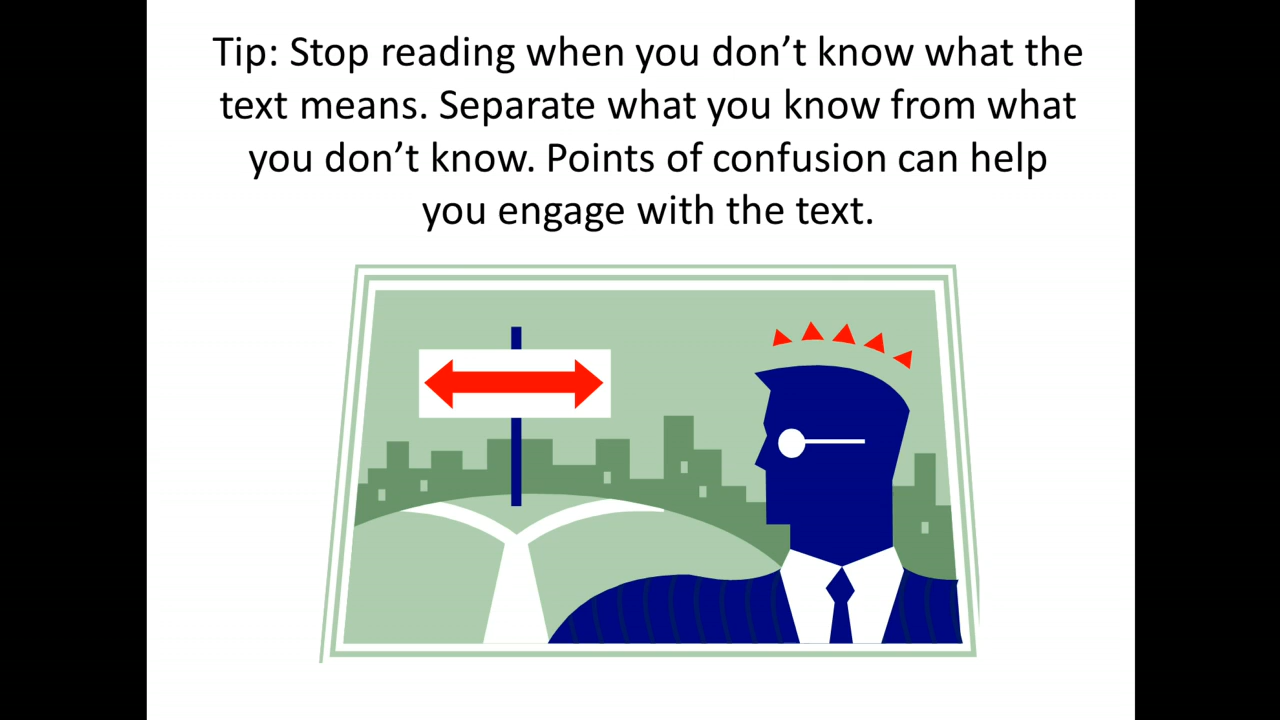 Tip: Stop reading when you don’t know what the
text means. Separate what you know from what
you don’t know. Points of confusion can help
you engage with the text.